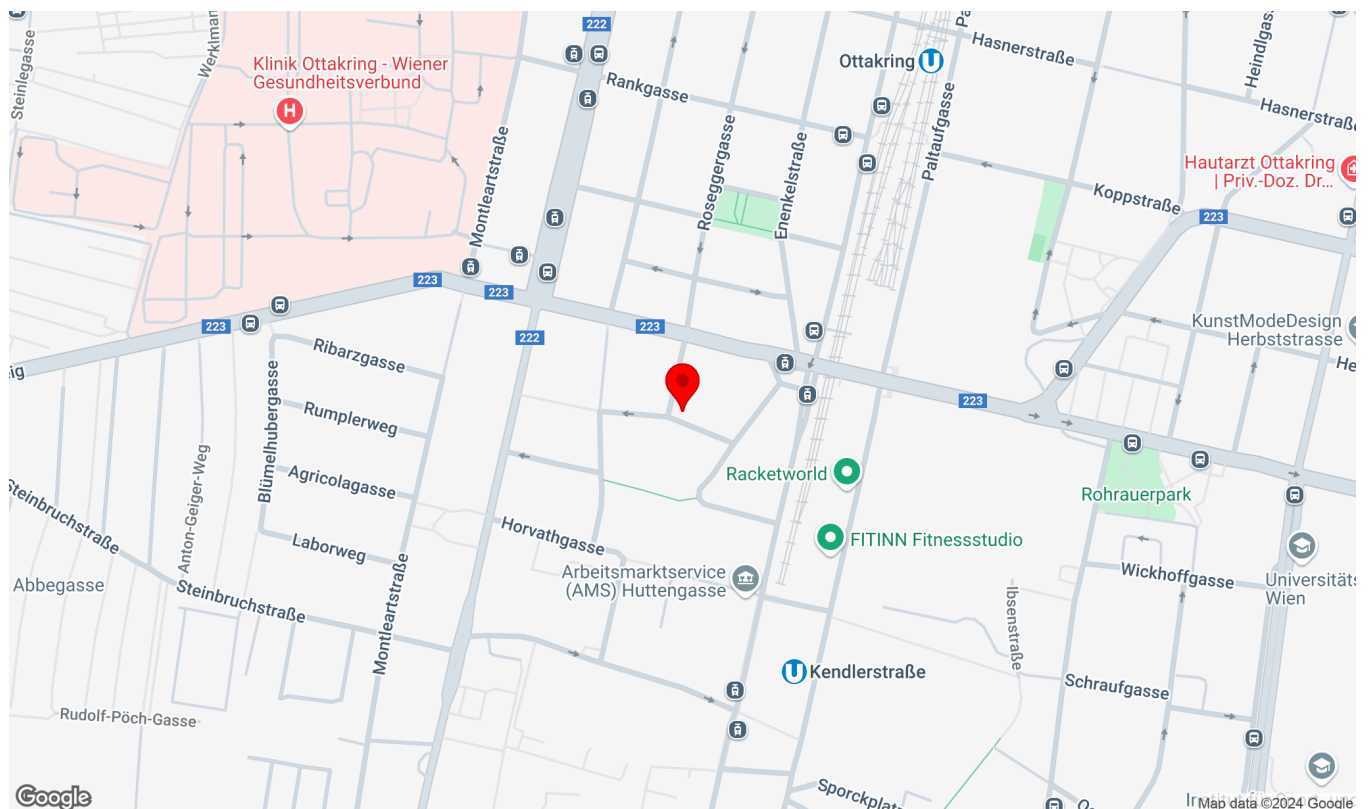 222
Steinlegasse
Werklman
Klinik Ottakring - Wiener
Gesundheitsverbund
H
Ottakring
U
Hasnerstraße
Heindlgasse
Rankgasse
Roseggergasse
Enenkelstraße
Paltaufgasse
Hasnerstraße
Montleartstraße
Hautarzt Ottakring
| Priv.-Doz. Dr...
Koppstraße
223
223
223
223
223
222
KunstModeDesign
Herbststrasse
He
Ribarzgasse
Blümelhubergasse
Rumplerweg
223
Racketworld
Agricolagasse
Anton-Geiger-Weg
Steinbruchstraße
Rohrauerpark
Horvathgasse
FITINN Fitnessstudio
Laborweg
Arbeitsmarktservice
(AMS) Huttengasse
Abbegasse
Steinbruchstraße
Montleartstraße
Ibsenstraße
Wickhoffgasse
Universitäts
Wien
U
Kendlerstraße
Schraufgasse
Rudolf-Pöch-Gasse
Sporckplatz
Google
Map data ©2024 Google